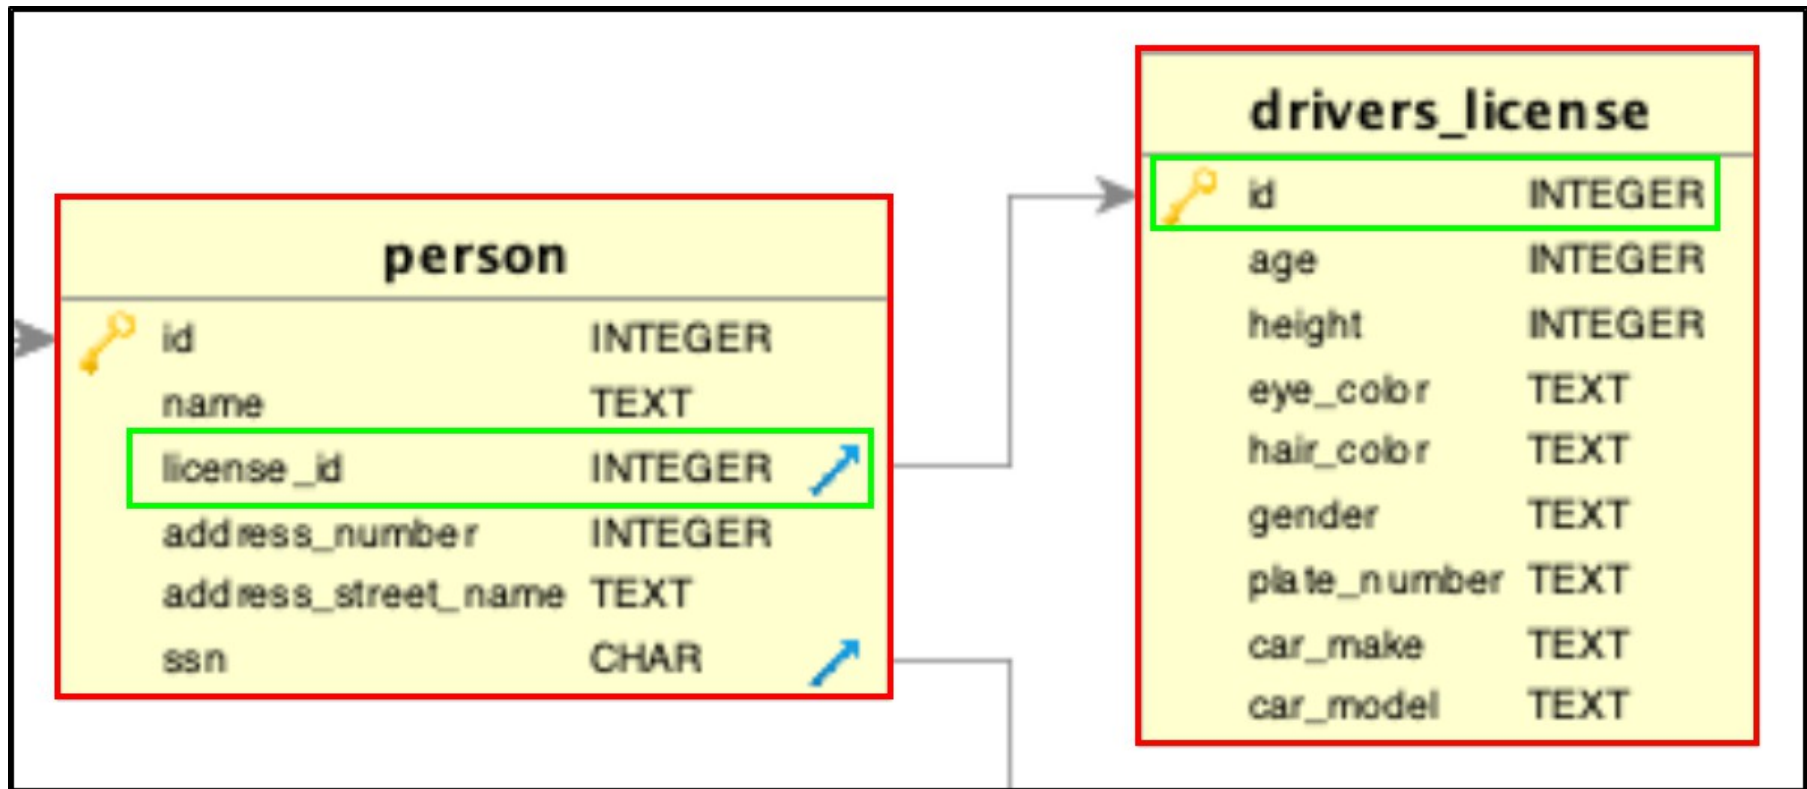 person
id INTEGER
name TEXT
license_id INTEGER
address_number INTEGER
address_street_name TEXT
ssn CHAR
drivers_license
id INTEGER
age INTEGER
height INTEGER
eye_color TEXT
hair_color TEXT
gender TEXT
plate_number TEXT
car_make TEXT
car_model TEXT